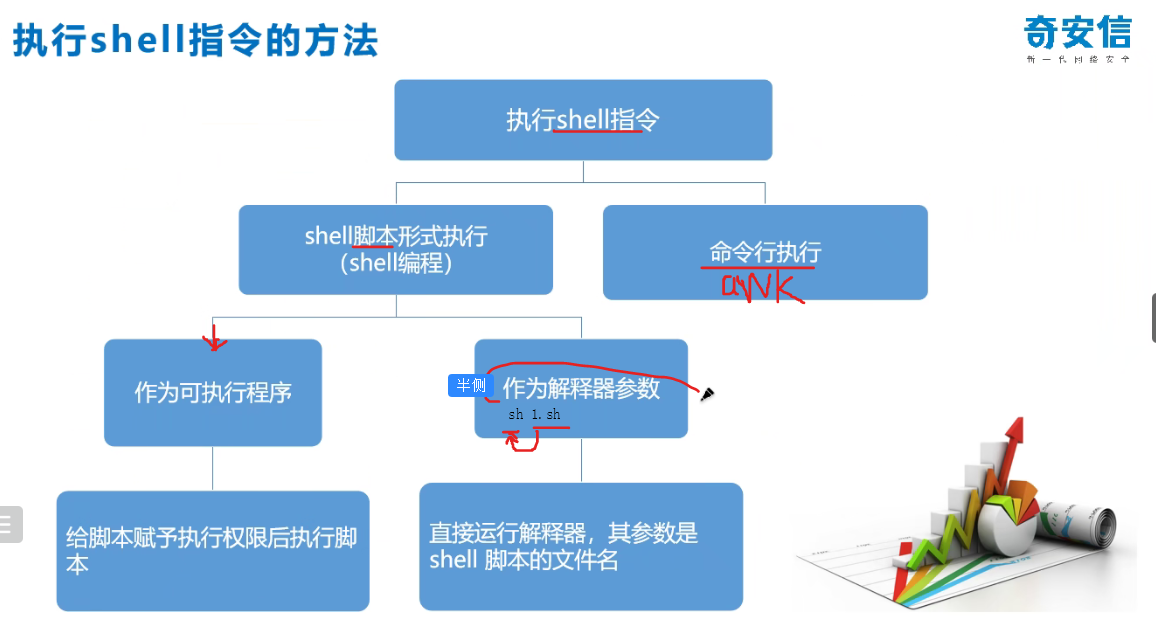 执行shell指令的方法
奇安信
新一代网络安全
执行shell指令
shell脚本形式执行
（shell编程）
命令行执行
awk
作为可执行程序
半侧
作为解释器参数
sh 1.sh
给脚本赋予执行权限后执行脚
本
直接运行解释器，其参数是
shell 脚本的文件名